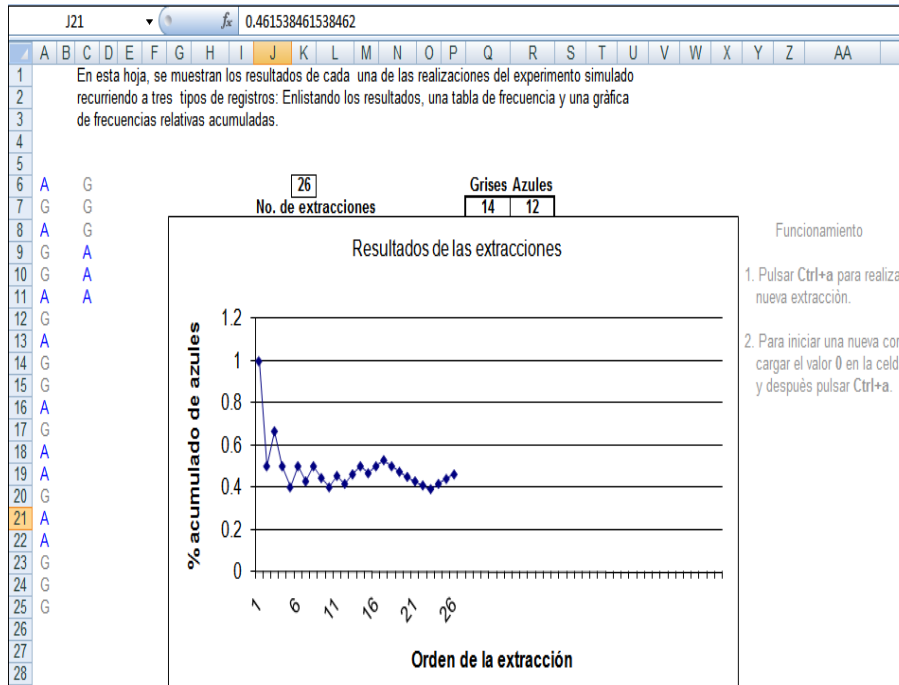 J21 fx 0.461538461538462
A B C D E F G H I J K L M N O P Q R S T U V W X Y Z AA
1 En esta hoja, se muestran los resultados de cada una de las realizaciones del experimento simulado
2 recurriendo a tres tipos de registros: Enlistando los resultados, una tabla de frecuencia y una gràfica
3 de frecuencias relativas acumuladas.
4
5
6 A G 26 Grises Azules
7 G G No. de extracciones 14 12
8 A G Funcionamiento
9 G A
10 G A 1. Pulsar Ctrl+a para realiza
11 A A nueva extracciòn.
12 G
13 A 2. Para iniciar una nueva cor
14 G cargar el valor 0 en la celd
15 G y despuès pulsar Ctrl+a.
16 A
17 G
18 A
19 A
20 G
21 A
22 A
23 G
24 G
25 G
26
27
28
Resultados de las extracciones
% acumulado de azules
1.2
1
0.8
0.6
0.4
0.2
0
1 6 11 16 21 26
Orden de la extracción